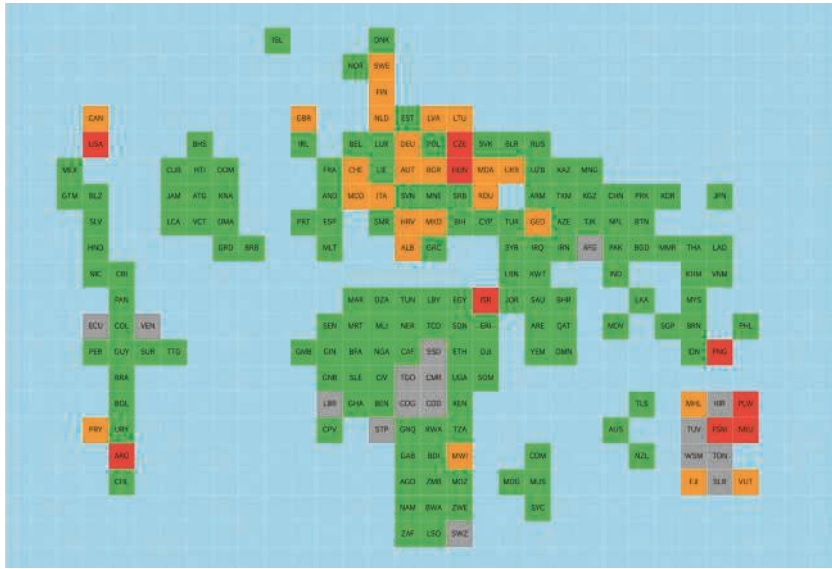 ISL DNK
NOR SWE
FIN
CAN GBR NLD EST LVA LTU
USA BHS IRL BEL LUX DEU POL CZE SVK BLR RUS
MEX CUB HTI DOM FRA CHE LIE AUT BGR HUN MDA UKR UZB KAZ MNG
GTM BLZ JAM ATG KNA AND MCO ITA SVN MNE SRB ROU ARM TKM KGZ CHN PRK KOR JPN
SLV LCA VCT DMA PRT ESP SMR HRV MKD BIH CYP TUR GEO AZE TJK NPL BTN
HND GRD BRB MLT ALB GRC SYR IRQ IRN AFG PAK BGD MMR THA LAO
NIC CRI LBN KWT IND KHM VNM
PAN MAR DZA TUN LBY EGY ISR JOR SAU BHR LKA MYS
ECU COL VEN SEN MRT MLI NER TCD SDN ERI ARE QAT MDV SGP BRN PHL
PER GUY SUR TTO GMB GIN BFA NGA CAF SSD ETH DJI YEM OMN IDN PNG
BRA GNB SLE CIV TGO CMR UGA SOM
BOL LBR GHA BEN COG COD KEN TLS MHL KIR PLW
PRY URY CPV STP GNQ RWA TZA AUS TUV FSM NRU
ARG GAB BDI MWI COM NZL WSM TON
CHL AGO ZMB MOZ MDG MUS FJI SLB VUT
NAM BWA ZWE SYC
ZAF LSO SWZ